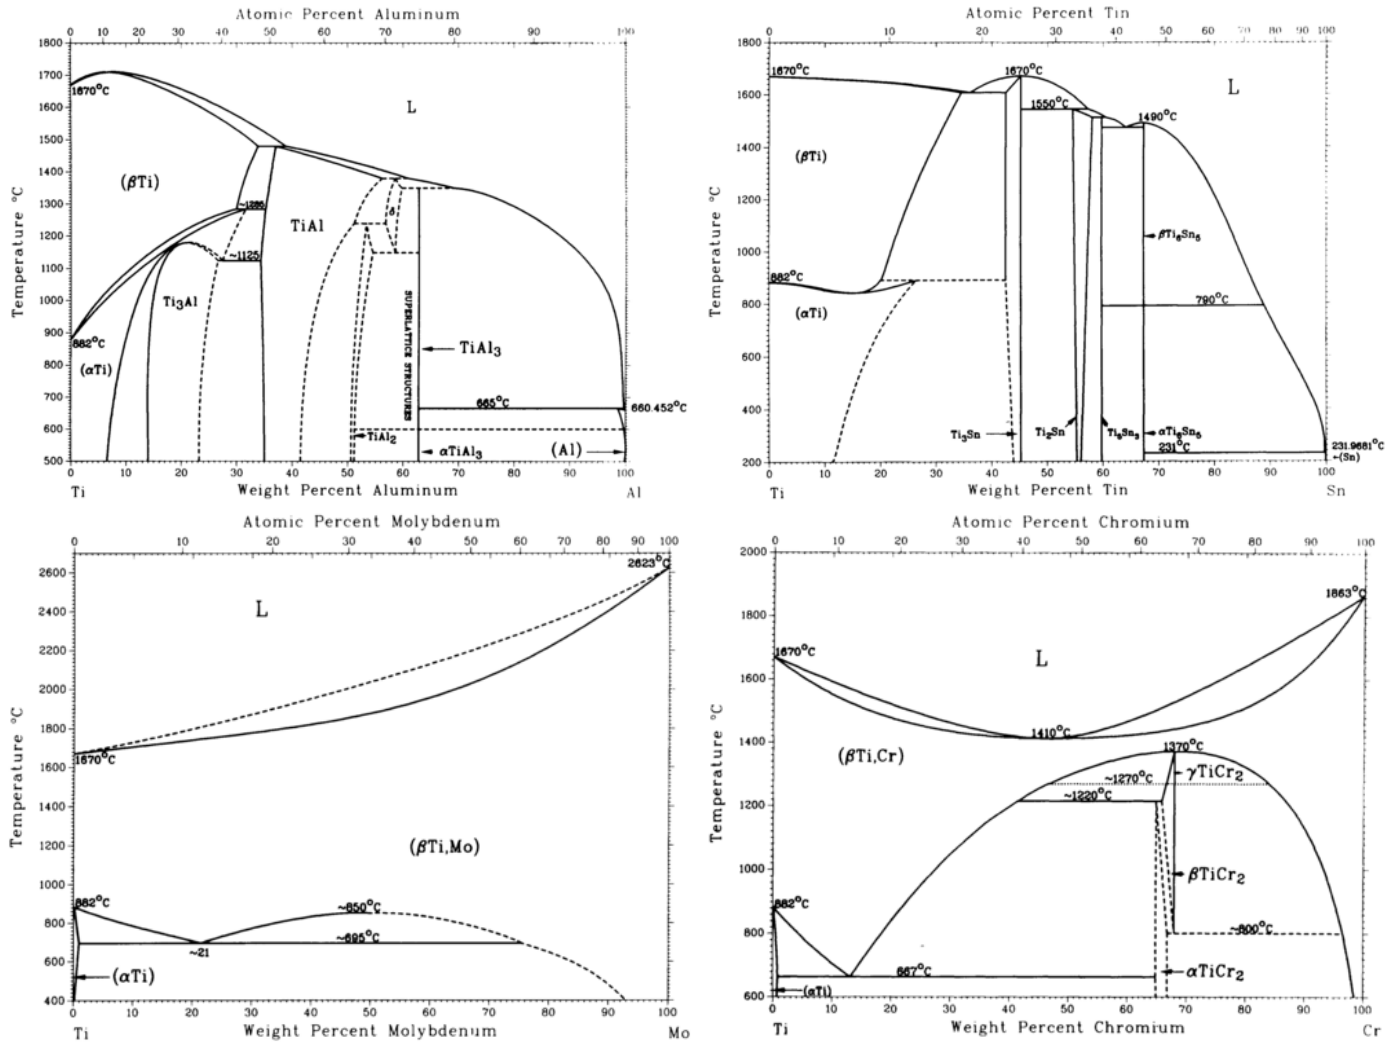 Atomic Percent Aluminum
0 10 20 30 40 50 60 70 80 100
1800
1700
1600
1500
1400
1300
1200
1100
1000
900
800
700
600
500
Temperature °C
1670°C
L
(βTi)
~1285
TiAl
δ
~1125
Ti3Al
882°C
(αTi)
SUPERLATTICE STRUCTURES
TiAl3
665°C
660.452°C
TiAl2
αTiAl3
(Al)
0 10 20 30 40 50 60 70 80 90 100
Ti Weight Percent Aluminum Al
Atomic Percent Tin
0 10 20 30 40 50 60 70 80 90 100
1800
1600
1400
1200
1000
800
600
400
200
Temperature °C
1670°C
1670°C
L
1550°C
1490°C
(βTi)
βTi6Sn5
882°C
790°C
(αTi)
Ti3Sn
Ti2Sn
Ti5Sn3
αTi6Sn5
231°C
231.9681°C
←(Sn)
0 10 20 30 40 50 60 70 80 90 100
Ti Weight Percent Tin Sn
Atomic Percent Molybdenum
0 10 20 30 40 50 60 70 80 90 100
2600
2400
2200
2000
1800
1600
1400
1200
1000
800
600
400
Temperature °C
2623°C
L
1670°C
(βTi,Mo)
882°C
~850°C
~695°C
~21
(αTi)
0 10 20 30 40 50 60 70 80 90 100
Ti Weight Percent Molybdenum Mo
Atomic Percent Chromium
0 10 20 30 40 50 60 70 80 90 100
2000
1800
1600
1400
1200
1000
800
600
Temperature °C
1863°C
1670°C
L
1410°C
(βTi,Cr)
1370°C
γTiCr2
~1270°C
~1220°C
βTiCr2
882°C
~800°C
667°C
αTiCr2
(αTi)
0 10 20 30 40 50 60 70 80 90 100
Ti Weight Percent Chromium Cr